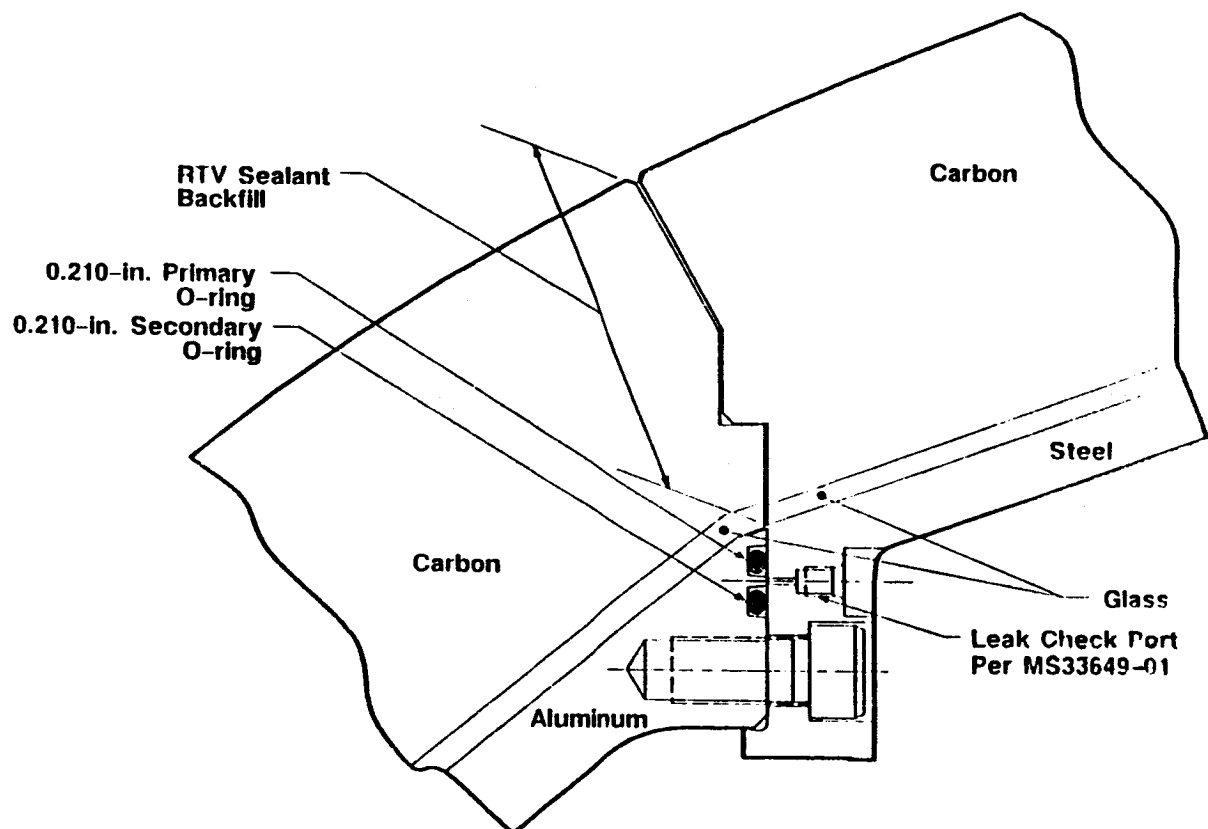 Carbon
RTV Sealant
Backfill
0.210-in. Primary
O-ring
0.210-in. Secondary
O-ring
Steel
Carbon
Glass
Leak Check Port
Per MS33649-01
Aluminum